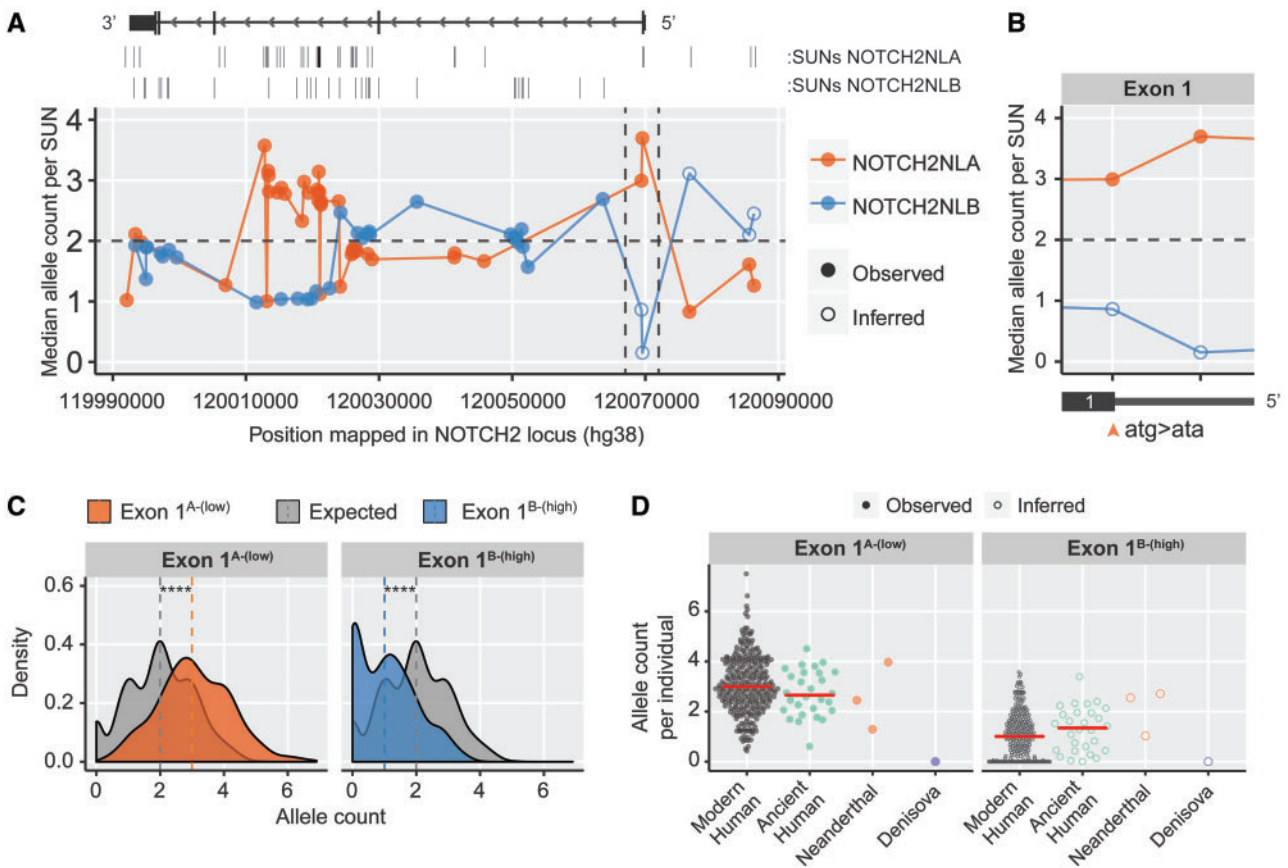 A
3’
5’
:SUNs NOTCH2NLA
:SUNs NOTCH2NLB
Median allele count per SUN
4
3
2
1
0
119990000
120010000
120030000
120050000
120070000
120090000
Position mapped in NOTCH2 locus (hg38)
NOTCH2NLA
NOTCH2NLB
Observed
Inferred
B
Exon 1
Median allele count per SUN
4
3
2
1
0
1
5’
atg>ata
C
Exon 1A-(low)
Expected
Exon 1B-(high)
Exon 1A-(low)
Exon 1B-(high)
****
****
Density
0.6
0.4
0.2
0.0
0 2 4 6
0 2 4 6
Allele count
D
Observed
Inferred
Exon 1A-(low)
Exon 1B-(high)
Allele count
per individual
6
4
2
0
Modern
Human
Ancient
Human
Neanderthal
Denisova
Modern
Human
Ancient
Human
Neanderthal
Denisova